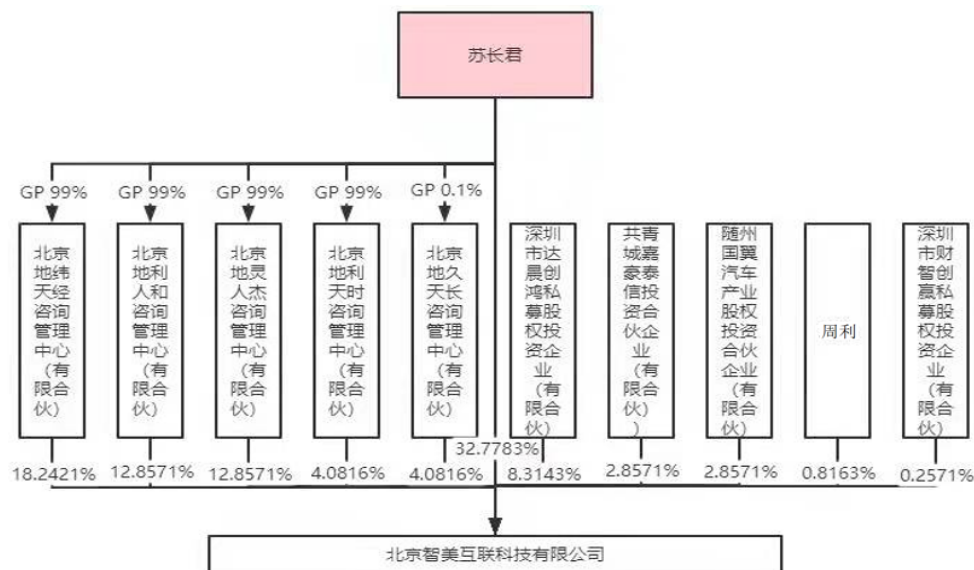 苏长君
GP 99%
GP 99%
GP 99%
GP 99%
GP 0.1%
北京
地纬
天经
咨询
管理
中心
（有
限合
伙）
北京
地利
人和
咨询
管理
中心
（有
限合
伙）
北京
地灵
人杰
咨询
管理
中心
（有
限合
伙）
北京
地利
天时
咨询
管理
中心
（有
限合
伙）
北京
地久
天长
咨询
管理
中心
（有
限合
伙）
深圳
市达
晨创
鸿私
募股
权投
资企
业
（有
限合
伙）
共青
城嘉
豪泰
信投
资合
伙企
业
（有
限合
伙
）
随州
国翼
汽车
产业
股权
投资
合伙
企业
（有
限合
伙）
周利
深圳
市财
智创
赢私
募股
权投
资企
业
（有
限合
伙）
32.7783%
18.2421%
12.8571%
12.8571%
4.0816%
4.0816%
8.3143%
2.8571%
2.8571%
0.8163%
0.2571%
北京智美互联科技有限公司